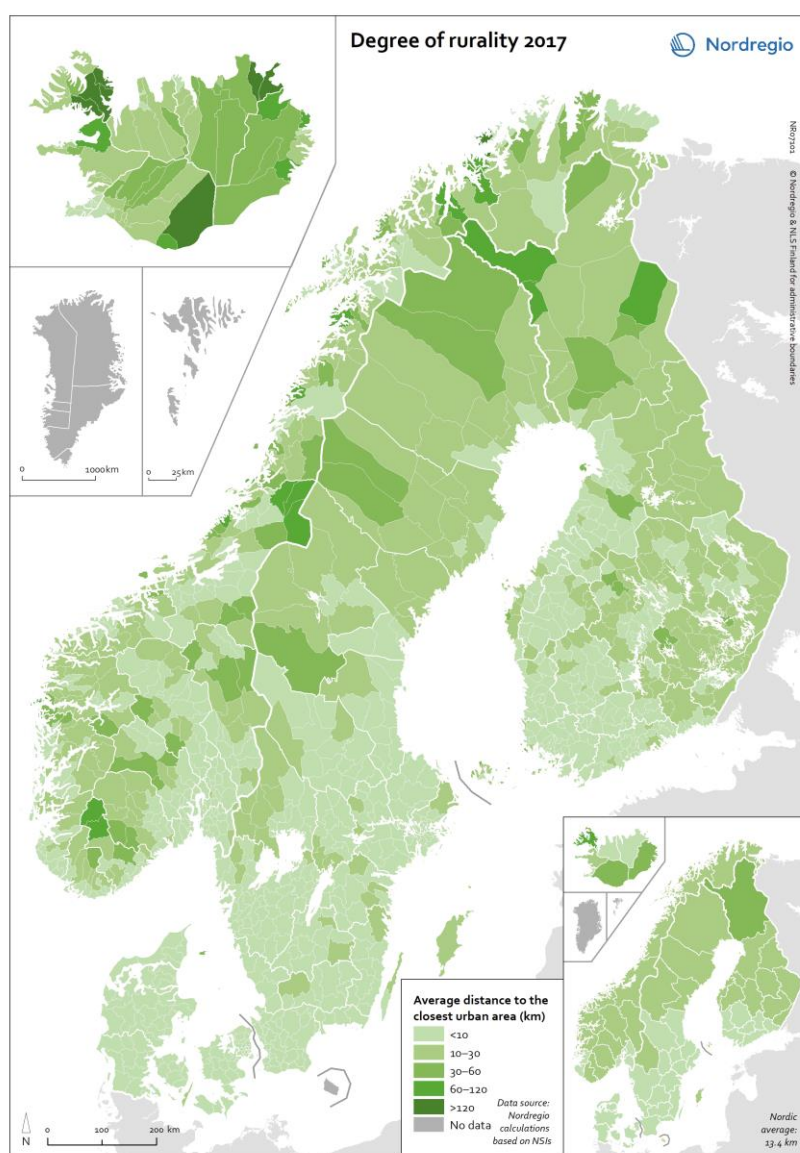 Degree of rurality 2017
Nordregio
NR07101 © Nordregio & NLS Finland for administrative boundaries
0 1000km
0 25km
Average distance to the
closest urban area (km)
<10
10–30
30–60
60–120
>120
No data
Data source:
Nordregio
calculations
based on NSIs
N
0 100 200 km
Nordic
average:
13.4 km